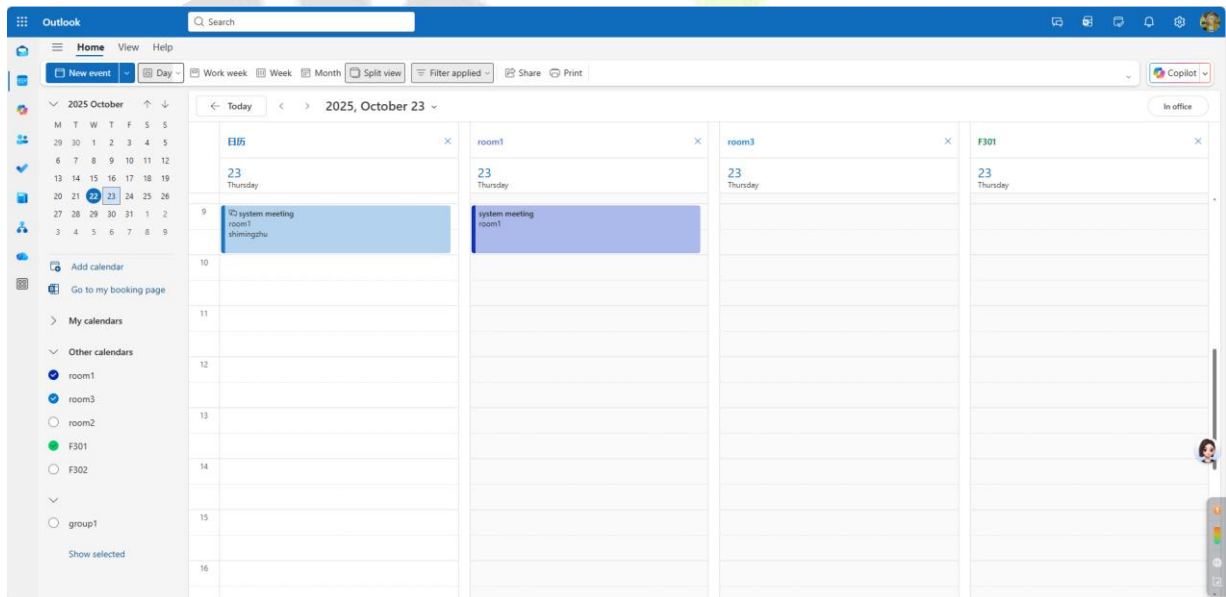 Outlook
Search
Home View Help
New event Day Work week Week Month Split view Filter applied Share Print Copilot
2025 October
M T W T F S S
29 30 1 2 3 4 5
6 7 8 9 10 11 12
13 14 15 16 17 18 19
20 21 22 23 24 25 26
27 28 29 30 31 1 2
3 4 5 6 7 8 9
Add calendar
Go to my booking page
My calendars
Other calendars
room1
room3
room2
F301
F302
group1
Show selected
Today 2025, October 23 In office
日历 room1 room3 F301
23 23 23 23
Thursday Thursday Thursday Thursday
9
system meeting
room1
shimingzhu
system meeting
room1
10
11
12
13
14
15
16